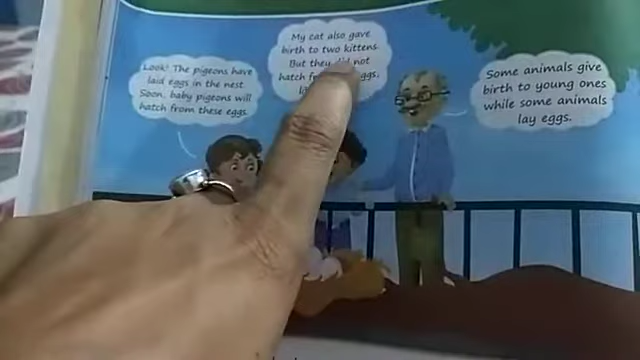 Look! The pigeons have
laid eggs in the nest.
Soon, baby pigeons will
hatch from these eggs.
My cat also gave
birth to two kittens.
But they did not
hatch eggs,
Some animals give
birth to young ones
while some animals
lay eggs.